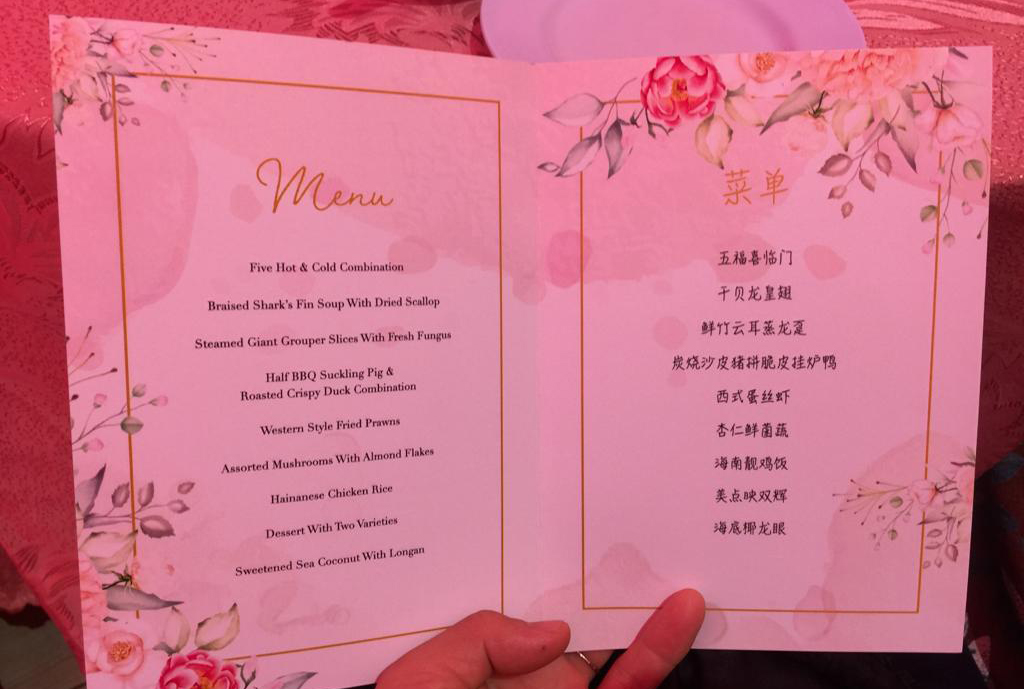 Menu
Five Hot & Cold Combination
Braised Shark's Fin Soup With Dried Scallop
Steamed Giant Grouper Slices With Fresh Fungus
Half BBQ Suckling Pig &
Roasted Crispy Duck Combination
Western Style Fried Prawns
Assorted Mushrooms With Almond Flakes
Hainanese Chicken Rice
Dessert With Two Varieties
Sweetened Sea Coconut With Longan
菜单
五福喜临门
干贝龙皇翅
鲜竹云耳蒸龙趸
炭烧沙皮猪拼脆皮挂炉鸭
西式蛋丝虾
杏仁鲜菌蔬
海南靓鸡饭
美点映双辉
海底椰龙眼